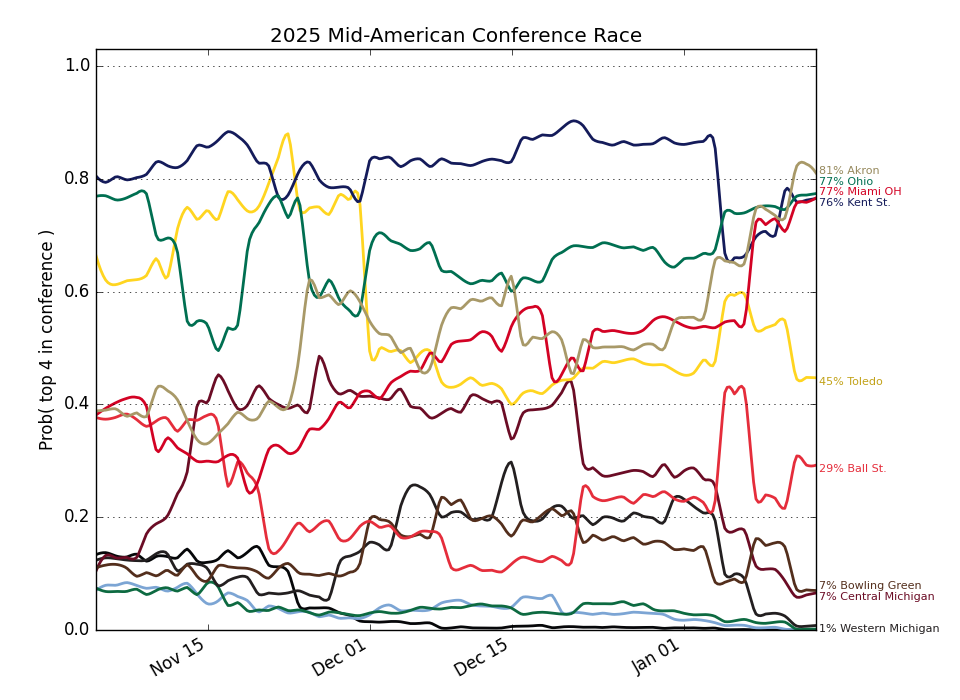 2025 Mid-American Conference Race
Prob( top 4 in conference )
1.0
0.8
0.6
0.4
0.2
0.0
Nov 15
Dec 01
Dec 15
Jan 01
81% Akron
77% Ohio
77% Miami OH
76% Kent St.
45% Toledo
29% Ball St.
7% Bowling Green
7% Central Michigan
1% Western Michigan